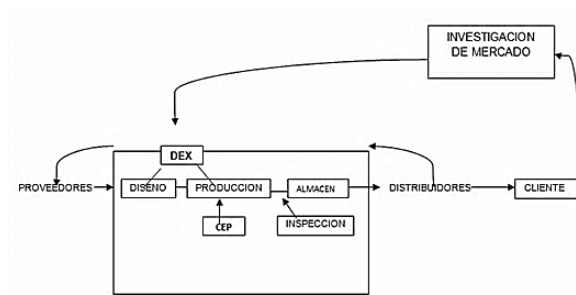 INVESTIGACION
DE MERCADO
DEX
PROVEEDORES
DISEÑO
PRODUCCION
ALMACEN
DISTRIBUIDORES
CLIENTE
CEP
INSPECCION